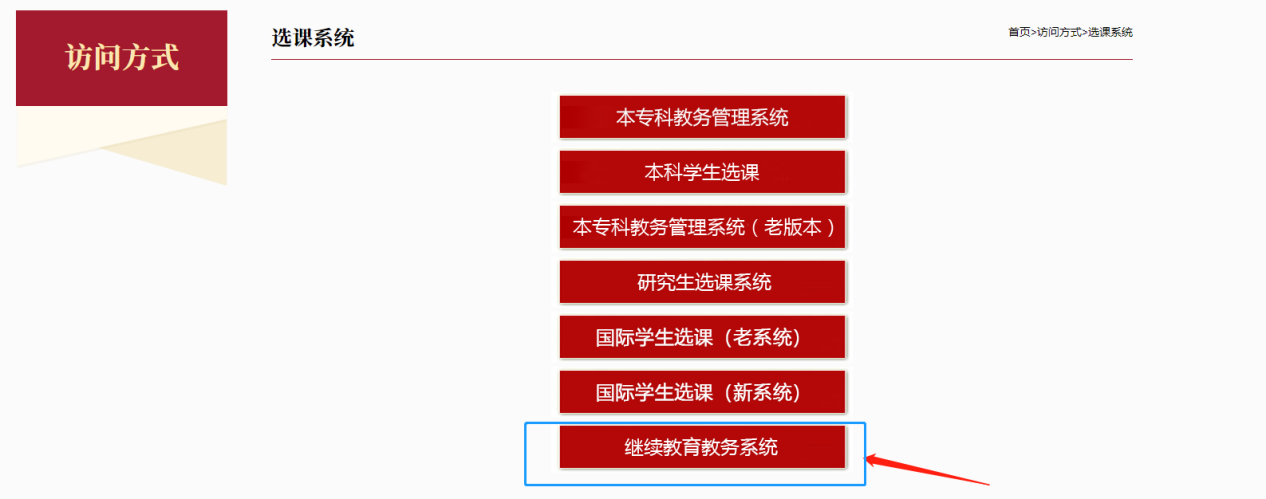 访问方式
选课系统
首页>访问方式>选课系统
本专科教务管理系统
本科学生选课
本专科教务管理系统（老版本）
研究生选课系统
国际学生选课（老系统）
国际学生选课（新系统）
继续教育教务系统